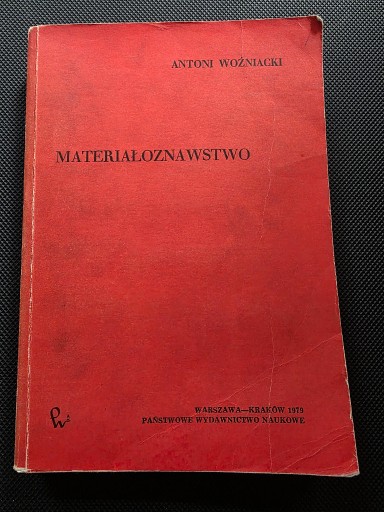 ANTONI WOŹNIACKI
MATERIAŁOZNAWSTWO
WARSZAWA—KRAKÓW 1979
PAŃSTWOWE WYDAWNICTWO NAUKOWE